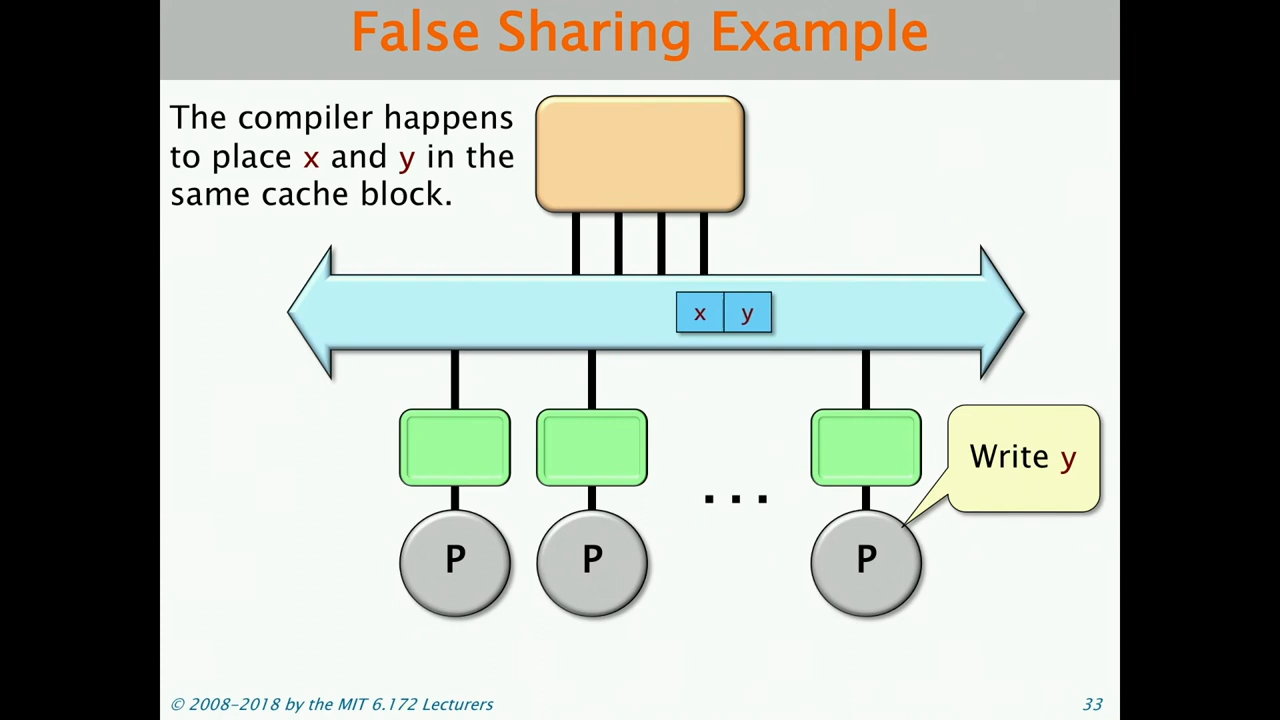 False Sharing Example
The compiler happens
to place x and y in the
same cache block.
x y
Write y
...
P P P
© 2008-2018 by the MIT 6.172 Lecturers
33